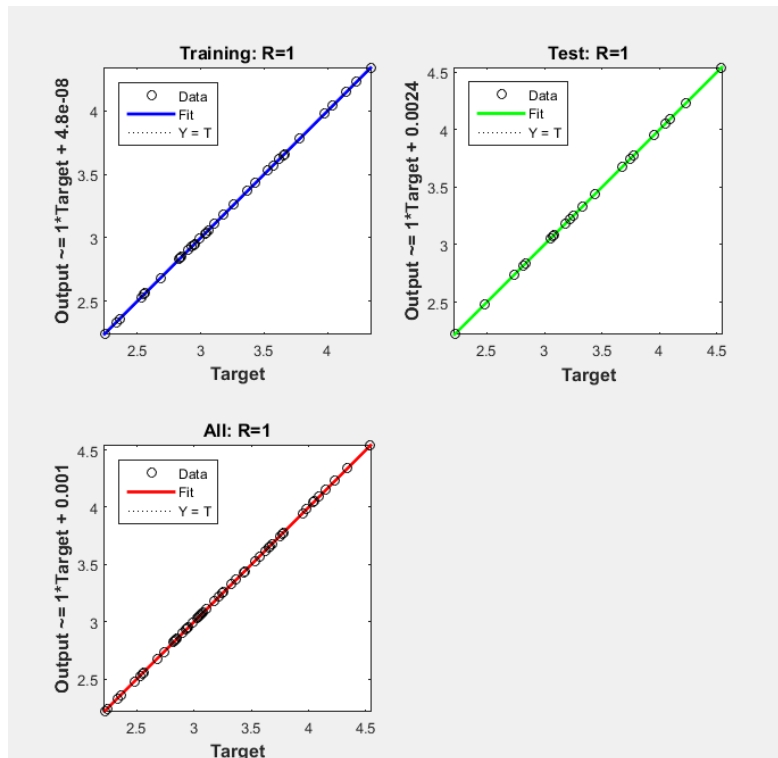 Training: R=1
Output ~= 1*Target + 4.8e-08
Data
Fit
Y = T
4
3.5
3
2.5
2.5 3 3.5 4
Target
Test: R=1
Output ~= 1*Target + 0.0024
Data
Fit
Y = T
4.5
4
3.5
3
2.5
2.5 3 3.5 4 4.5
Target
All: R=1
Output ~= 1*Target + 0.001
Data
Fit
Y = T
4.5
4
3.5
3
2.5
2.5 3 3.5 4 4.5
Target